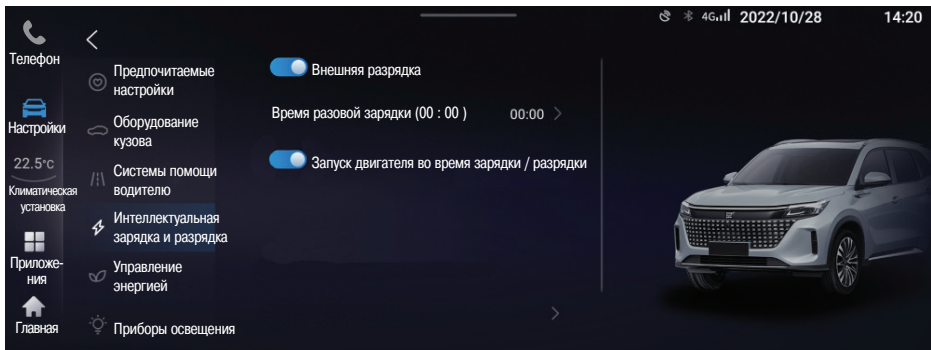 4G 2022/10/28 14:20
Телефон
Настройки
22.5°C
Климатическая
установка
Приложе-
ния
Главная
Предпочитаемые
настройки
Оборудование
кузова
Системы помощи
водителю
Интеллектуальная
зарядка и разрядка
Управление
энергией
Приборы освещения
Внешняя разрядка
Время разовой зарядки (00 : 00 ) 00:00
Запуск двигателя во время зарядки / разрядки